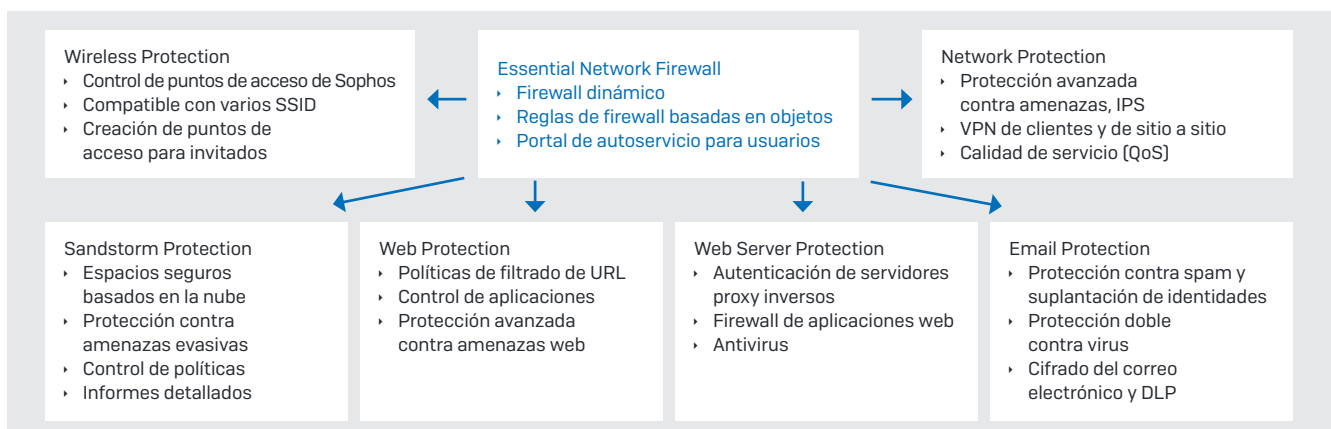 Wireless Protection
‣ Control de puntos de acceso de Sophos
‣ Compatible con varios SSID
‣ Creación de puntos de
acceso para invitados
Essential Network Firewall
‣ Firewall dinámico
‣ Reglas de firewall basadas en objetos
‣ Portal de autoservicio para usuarios
Network Protection
‣ Protección avanzada
contra amenazas, IPS
‣ VPN de clientes y de sitio a sitio
‣ Calidad de servicio (QoS)
Sandstorm Protection
‣ Espacios seguros
basados en la nube
‣ Protección contra
amenazas evasivas
‣ Control de políticas
‣ Informes detallados
Web Protection
‣ Políticas de filtrado de URL
‣ Control de aplicaciones
‣ Protección avanzada
contra amenazas web
Web Server Protection
‣ Autenticación de servidores
proxy inversos
‣ Firewall de aplicaciones web
‣ Antivirus
Email Protection
‣ Protección contra spam y
suplantación de identidades
‣ Protección doble
contra virus
‣ Cifrado del correo
electrónico y DLP